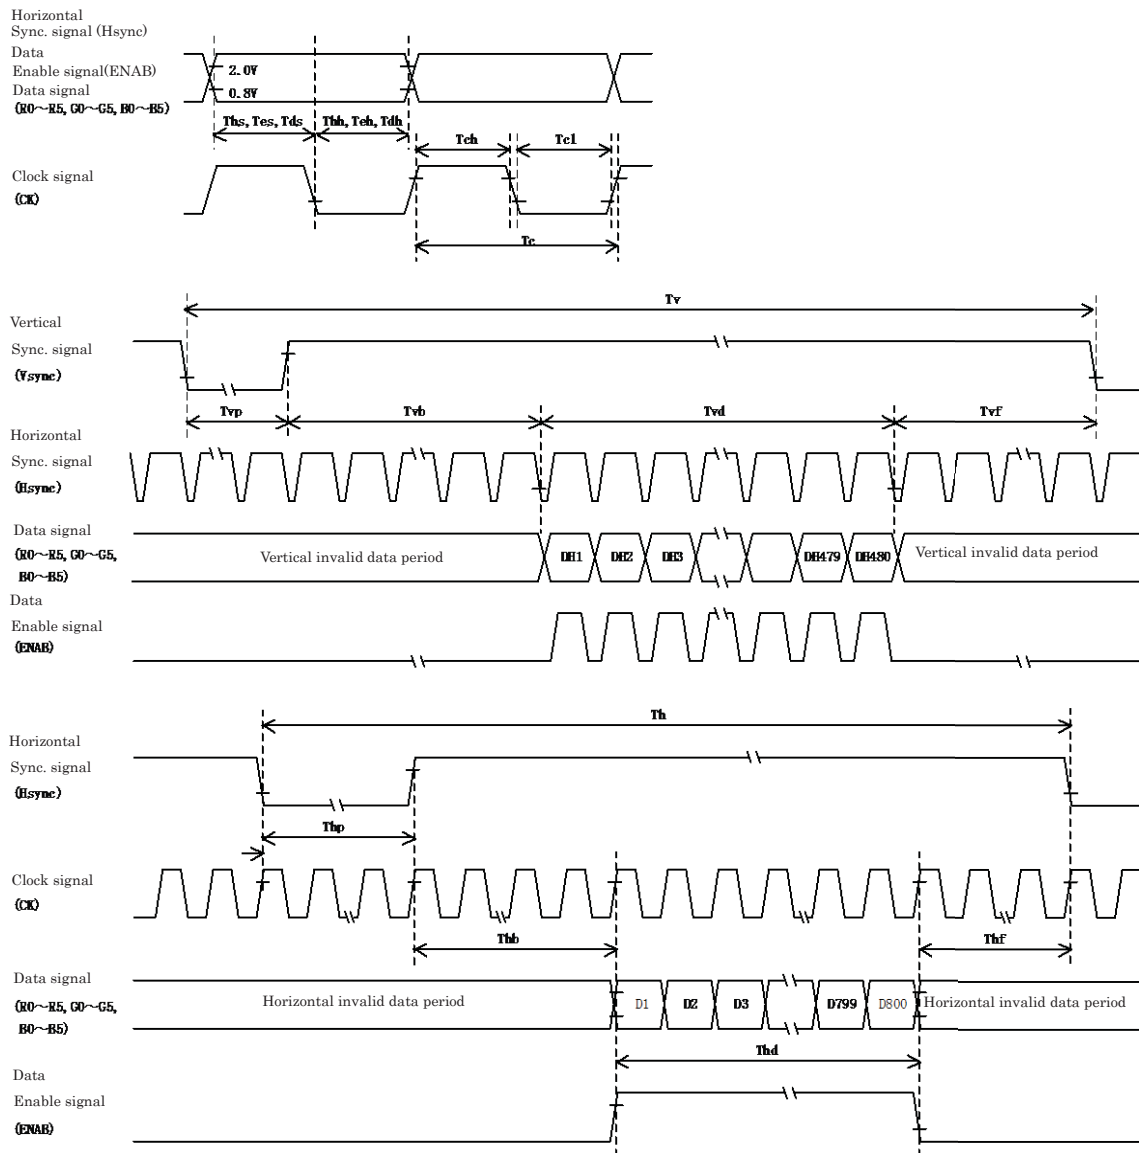 Horizontal
Sync. signal (Hsync)
Data
Enable signal(ENAB)
Data signal
(R0～R5, G0～G5, B0～B5)
2.0V
0.8V
Ths, Tes, Tds
Thh, Teh, Tdh
Tch
Tcl
Clock signal
(CK)
Tc
Tv
Vertical
Sync. signal
(Vsync)
Tvp
Tvb
Tvd
Tvf
Horizontal
Sync. signal
(Hsync)
Data signal
(R0～R5, G0～G5,
B0～B5)
Vertical invalid data period
DH1
DH2
DH3
DH479
DH480
Vertical invalid data period
Data
Enable signal
(ENAB)
Th
Horizontal
Sync. signal
(Hsync)
Thp
Clock signal
(CK)
Thb
Thf
Data signal
(R0～R5, G0～G5,
B0～B5)
Horizontal invalid data period
D1
D2
D3
D799
D800
Horizontal invalid data period
Thd
Data
Enable signal
(ENAB)